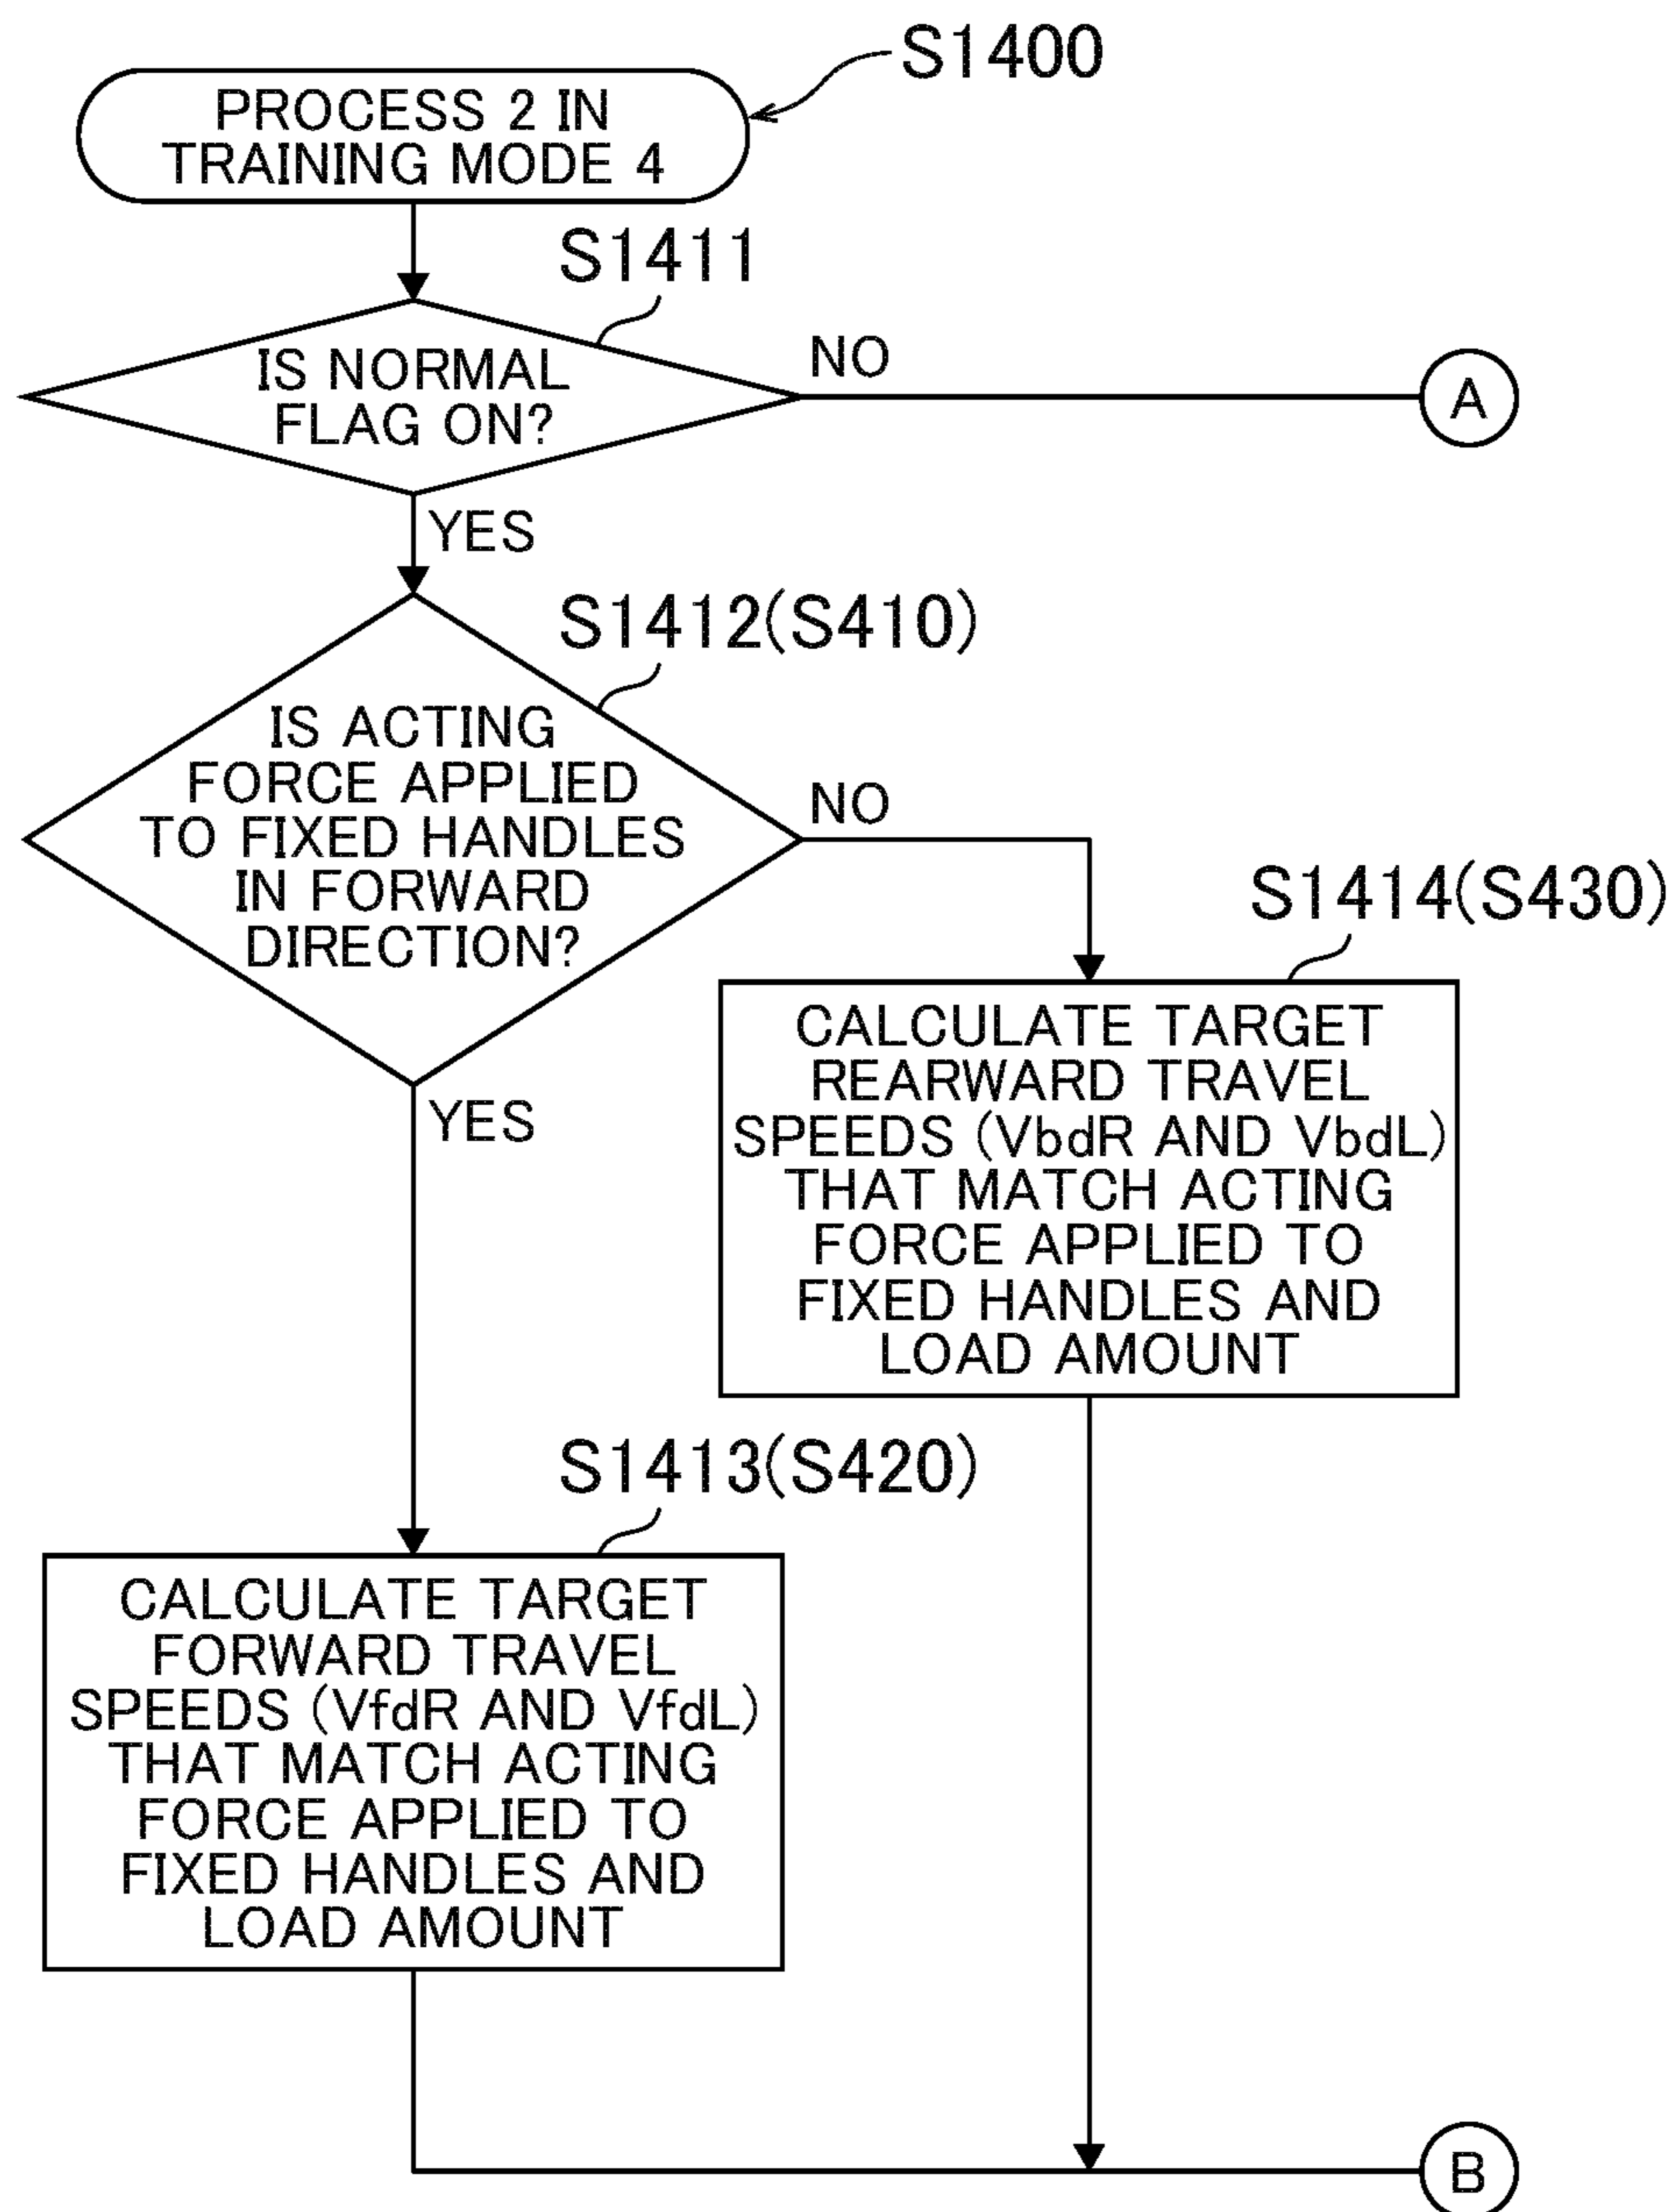 S1400
PROCESS 2 IN
TRAINING MODE 4
S1411
IS NORMAL
FLAG ON?
NO
A
YES
S1412(S410)
IS ACTING
FORCE APPLIED
TO FIXED HANDLES
IN FORWARD
DIRECTION?
NO
YES
S1414(S430)
CALCULATE TARGET
REARWARD TRAVEL
SPEEDS (VbdR AND VbdL)
THAT MATCH ACTING
FORCE APPLIED TO
FIXED HANDLES AND
LOAD AMOUNT
S1413(S420)
CALCULATE TARGET
FORWARD TRAVEL
SPEEDS (VfdR AND VfdL)
THAT MATCH ACTING
FORCE APPLIED TO
FIXED HANDLES AND
LOAD AMOUNT
B